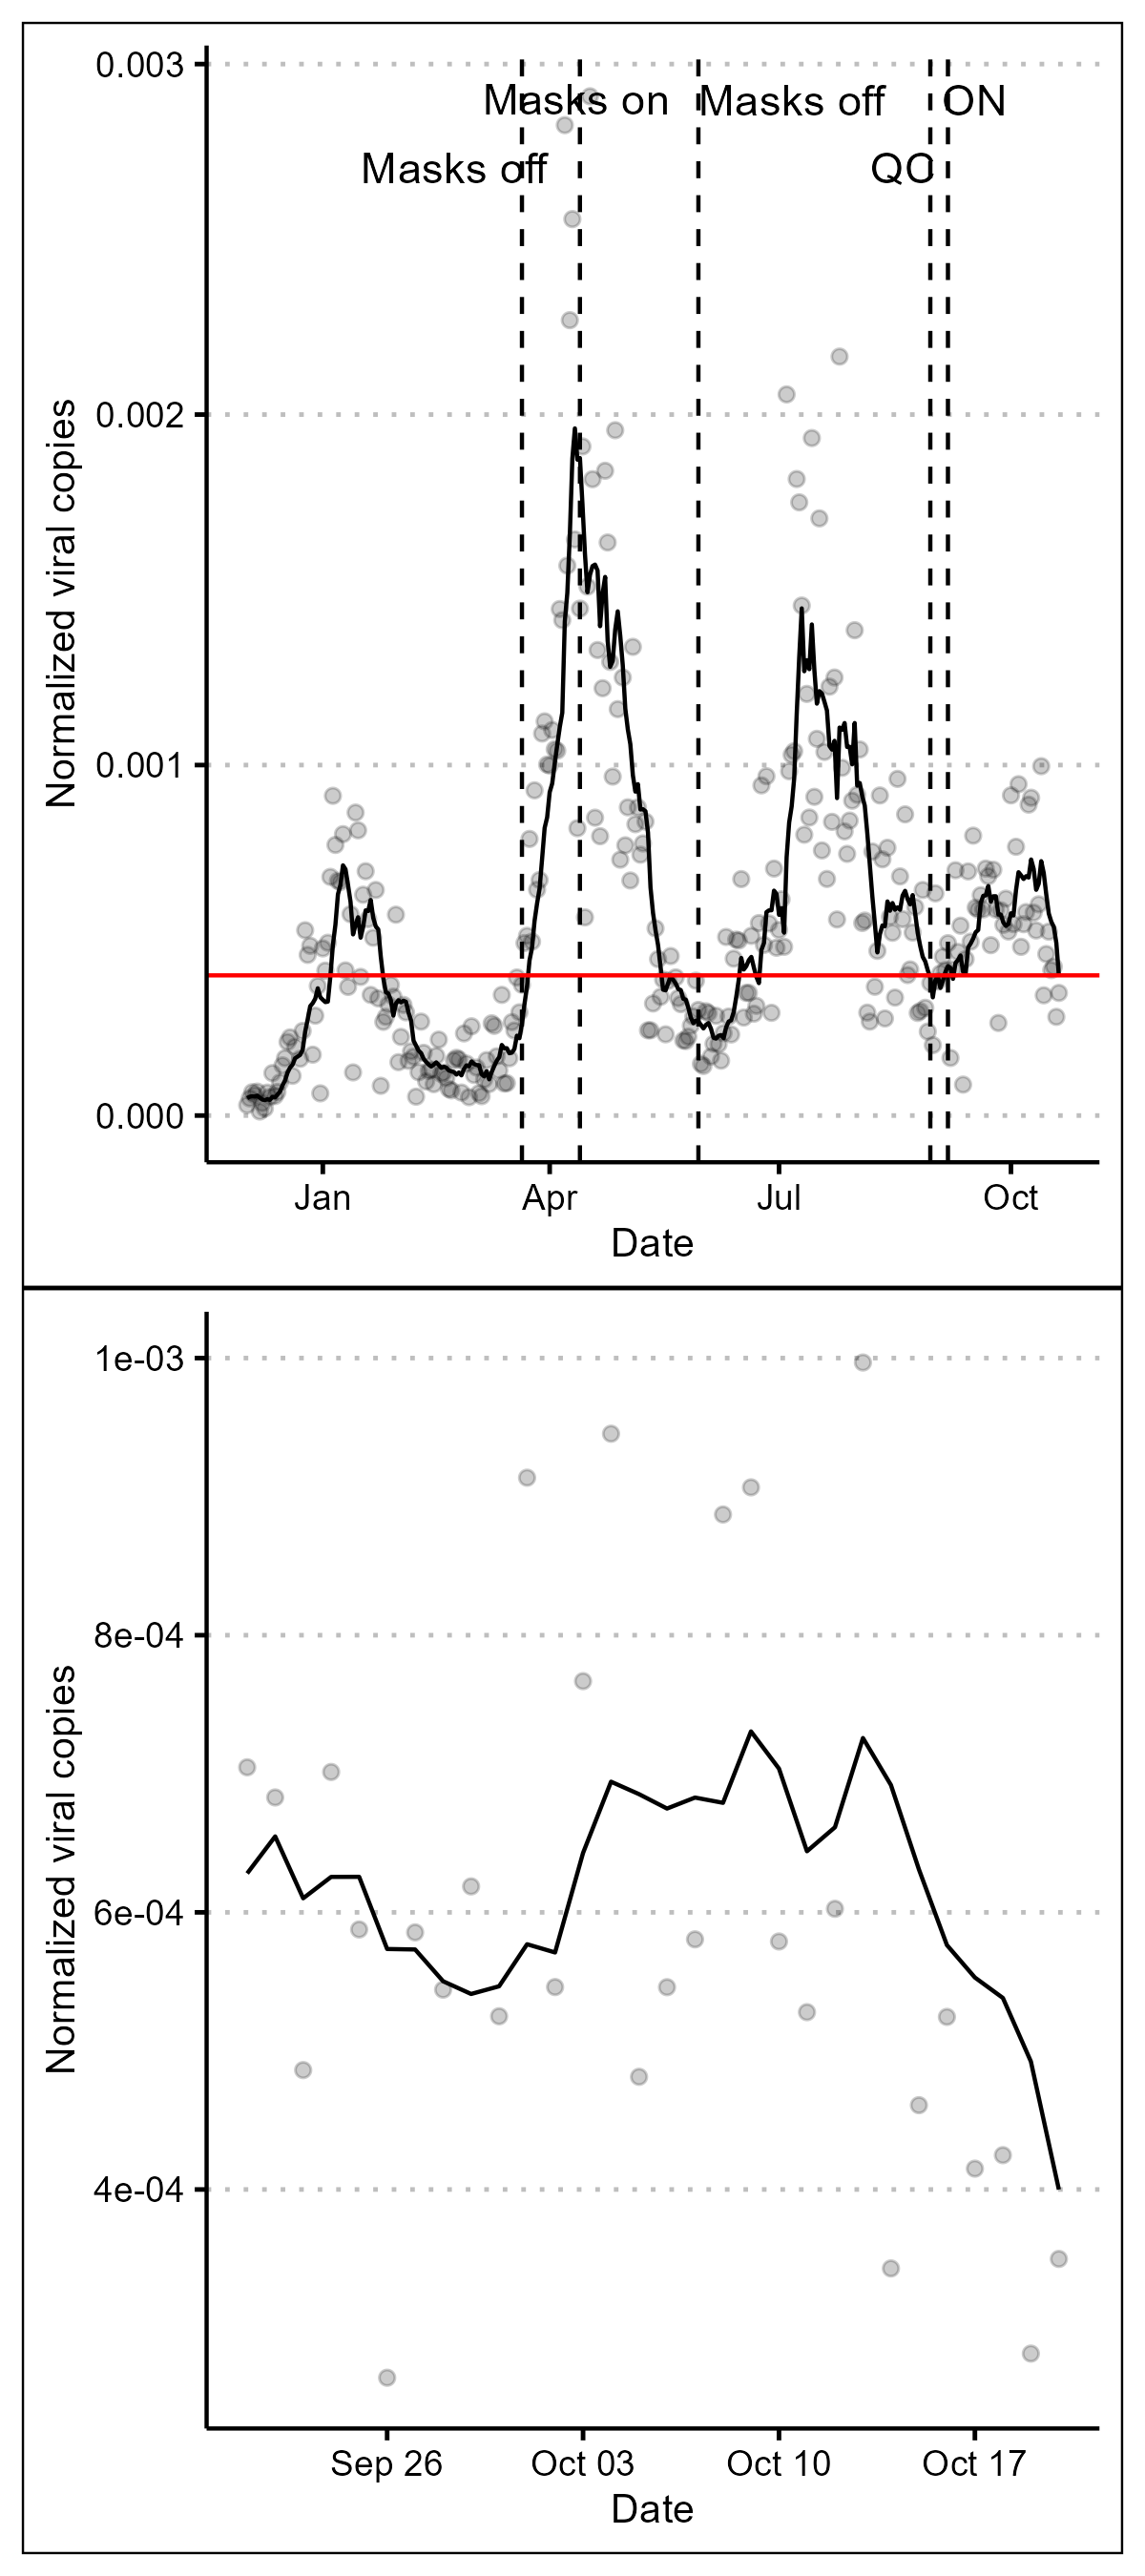 0.003
Masks on
Masks off
ON
Masks off
QC
0.002
0.001
0.000
Normalized viral copies
Jan
Apr
Jul
Oct
Date
1e-03
8e-04
6e-04
4e-04
Normalized viral copies
Sep 26
Oct 03
Oct 10
Oct 17
Date